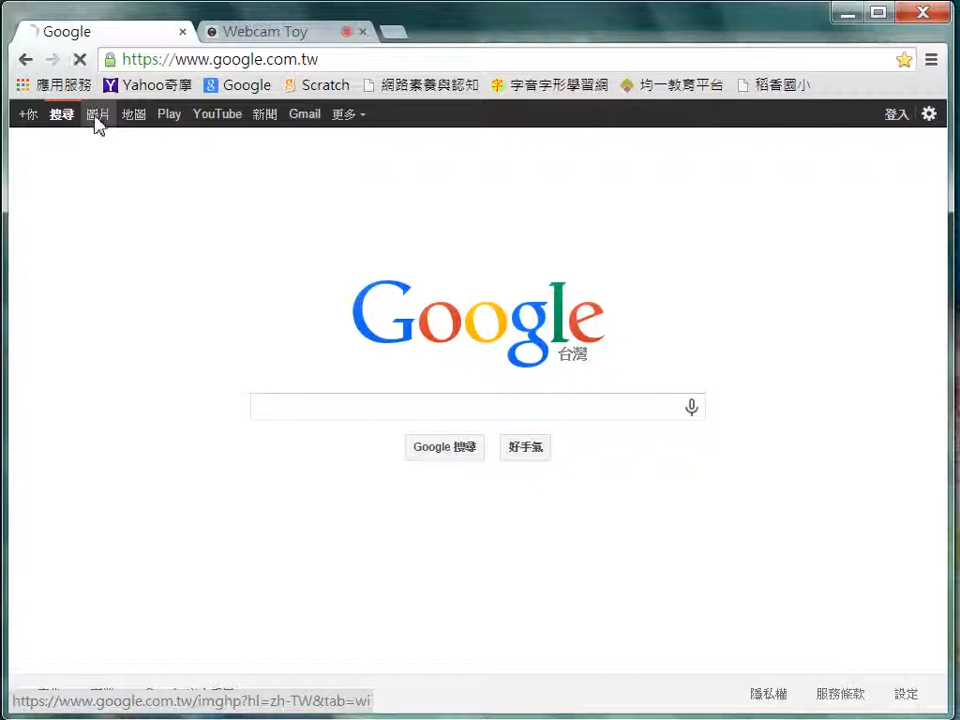 Google
Webcam Toy
https://www.google.com.tw
應用服務 Yahoo奇摩 Google Scratch 網路素養與認知 字音字形學習網 均一教育平台 稻香國小
+你 搜尋 圖片 地圖 Play YouTube 新聞 Gmail 更多 登入
Google
台灣
Google 搜尋 好手氣
隱私權 服務條款 設定
https://www.google.com.tw/imghp?hl=zh-TW&tab=wi